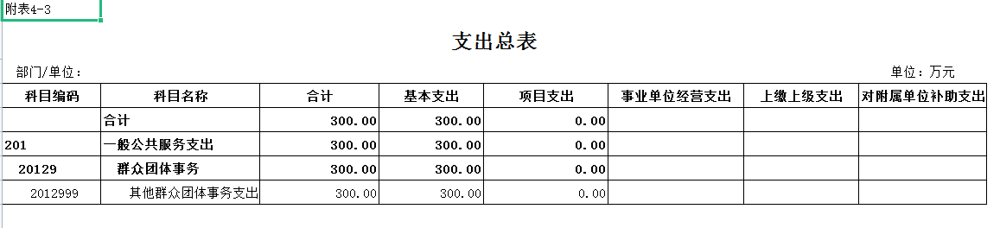 附表4-3
支出总表
部门/单位: 单位: 万元
科目编码 科目名称 合计 基本支出 项目支出 事业单位经营支出 上缴上级支出 对附属单位补助支出
合计 300.00 300.00 0.00
201 一般公共服务支出 300.00 300.00 0.00
20129 群众团体事务 300.00 300.00 0.00
2012999 其他群众团体事务支出 300.00 300.00 0.00